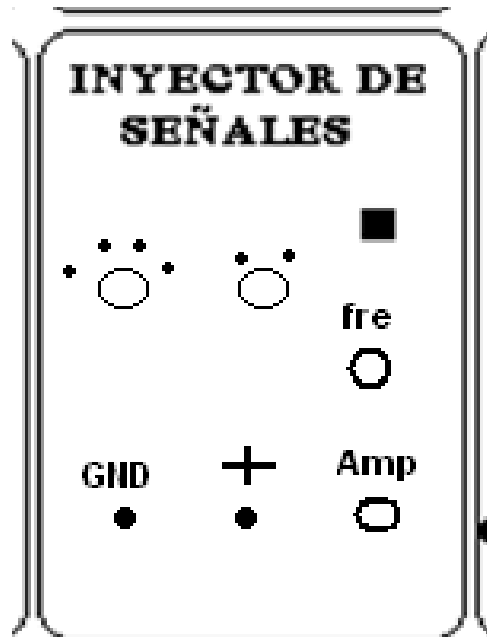 INYECTOR DE
SEÑALES
fre
GND + Amp